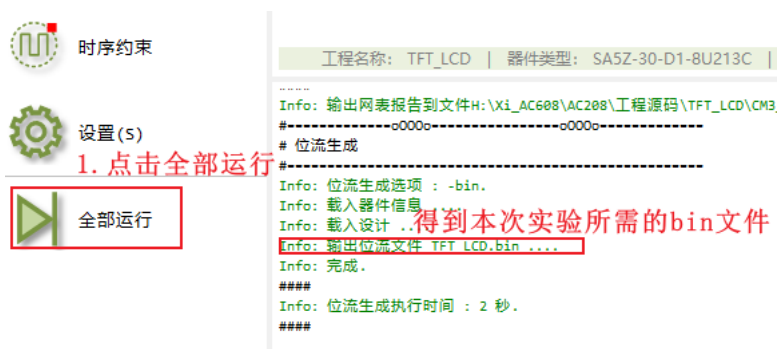 时序约束
设置(S)
1.点击全部运行
全部运行
工程名称: TFT_LCD | 器件类型: SA5Z-30-D1-8U213C |
Info: 输出网表报告到文件H:\Xi_AC608\AC208\工程源码\TFT_LCD\CM3_
#-------------oOOOo----------------oOOOo-------------
# 位流生成
#----------------------------------------------------
Info: 位流生成选项 : -bin.
Info: 载入器件信息 ....
Info: 载入设计 ..
得到本次实验所需的bin文件
Info: 输出位流文件 TFT_LCD.bin ....
Info: 完成.
####
Info: 位流生成执行时间 : 2 秒.
####